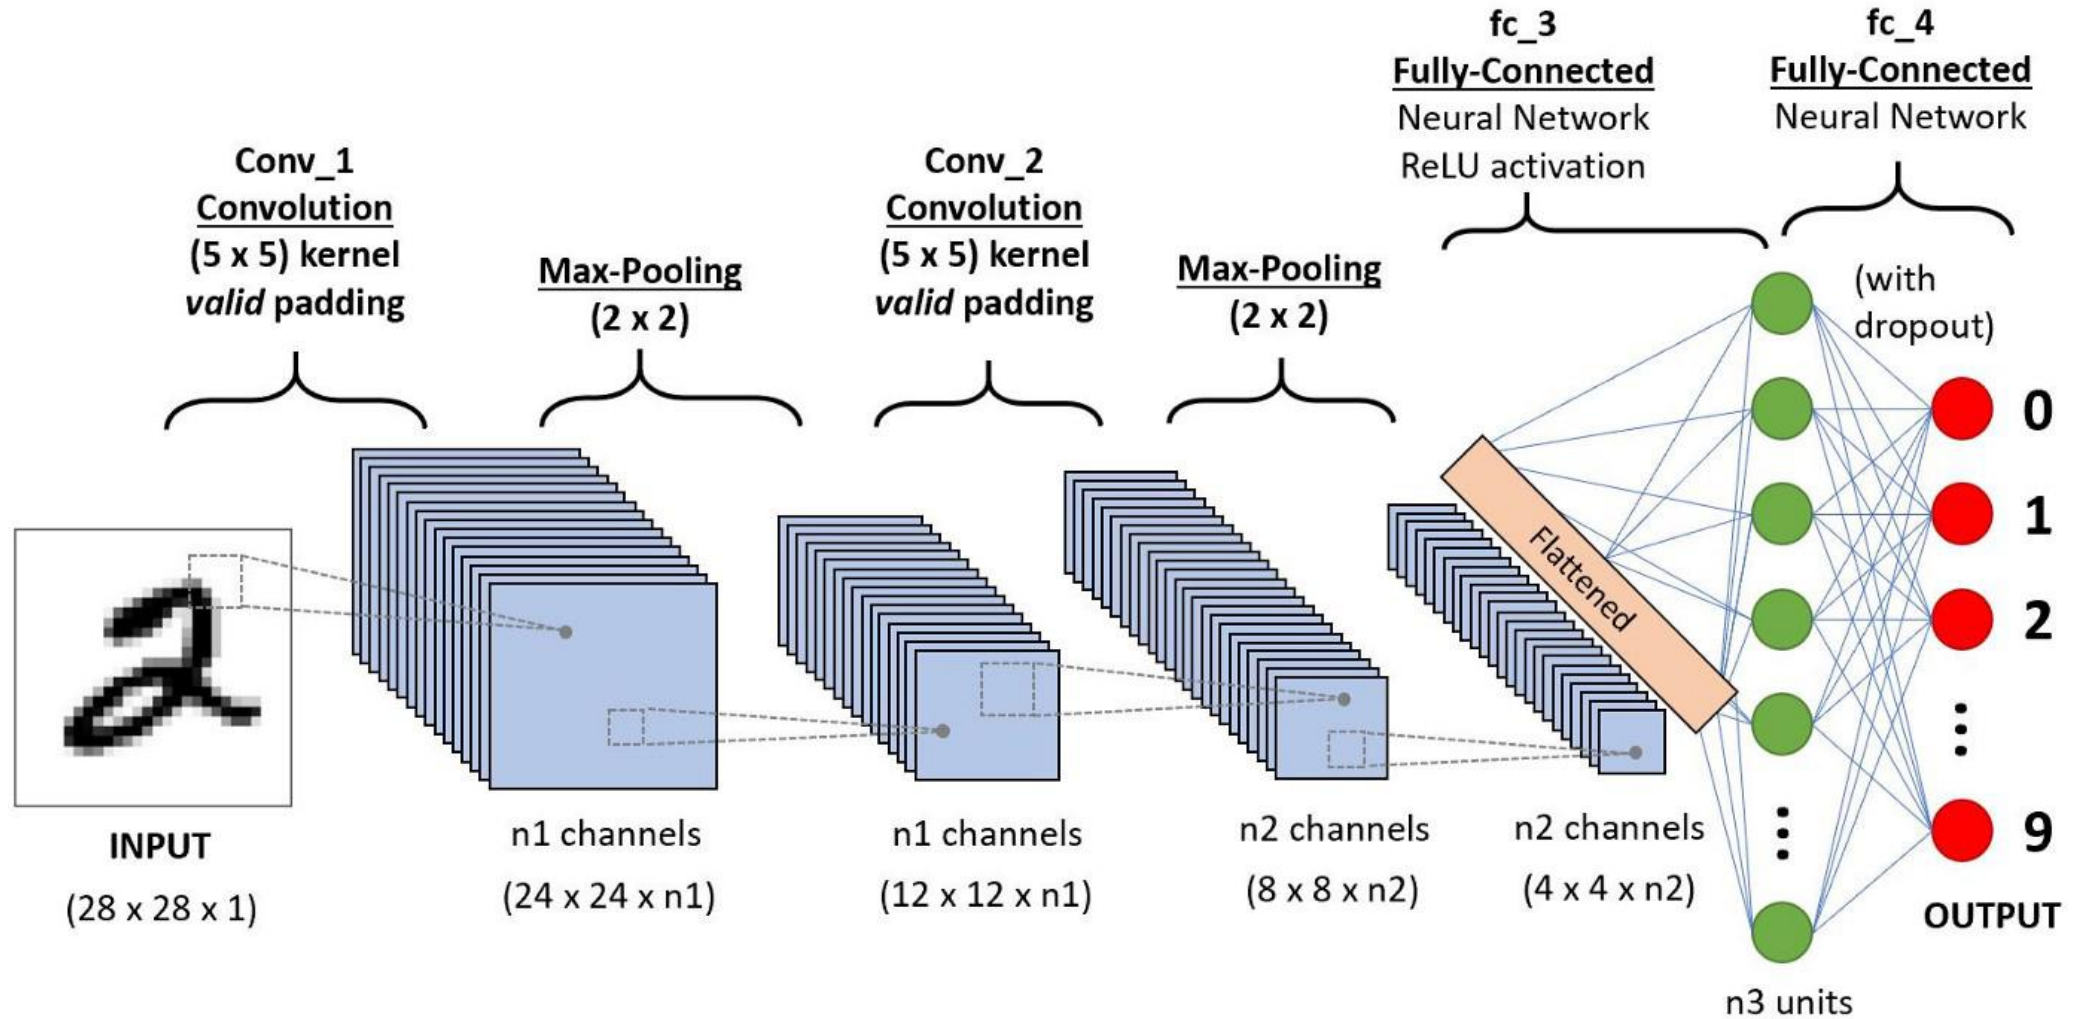 Conv_1
Convolution
(5 x 5) kernel
valid padding
Max-Pooling
(2 x 2)
Conv_2
Convolution
(5 x 5) kernel
valid padding
Max-Pooling
(2 x 2)
fc_3
Fully-Connected
Neural Network
ReLU activation
fc_4
Fully-Connected
Neural Network
(with
dropout)
Flattened
0
1
2
9
OUTPUT
INPUT
(28 x 28 x 1)
n1 channels
(24 x 24 x n1)
n1 channels
(12 x 12 x n1)
n2 channels
(8 x 8 x n2)
n2 channels
(4 x 4 x n2)
n3 units
2